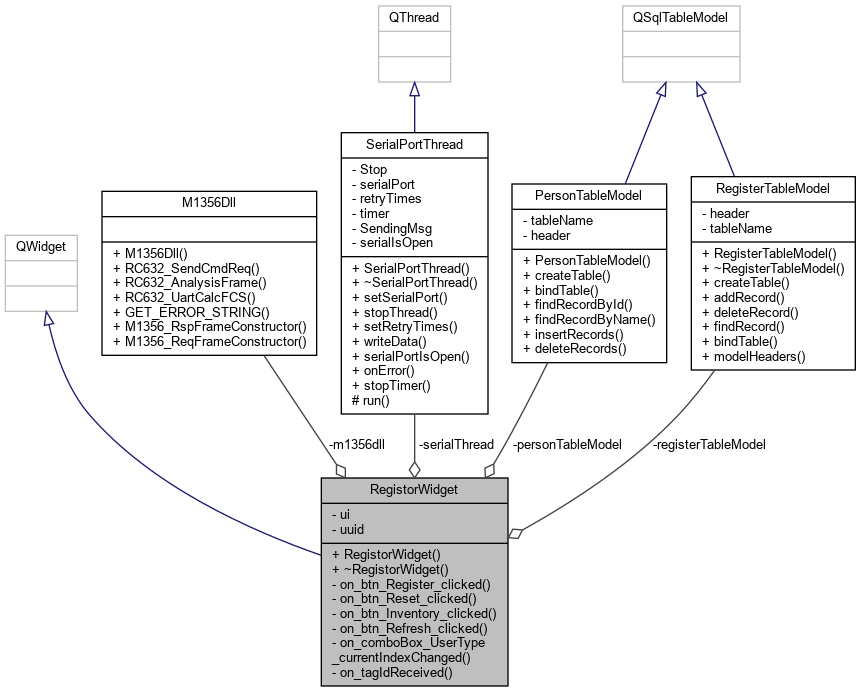 QThread
QSqlTableModel
SerialPortThread
- Stop
- serialPort
- retryTimes
- timer
- SendingMsg
- serialIsOpen
+ SerialPortThread()
+ ~SerialPortThread()
+ setSerialPort()
+ stopThread()
+ setRetryTimes()
+ writeData()
+ serialPortIsOpen()
+ onError()
+ stopTimer()
# run()
PersonTableModel
- tableName
- header
+ PersonTableModel()
+ createTable()
+ bindTable()
+ findRecordById()
+ findRecordByName()
+ insertRecords()
+ deleteRecords()
RegisterTableModel
- header
- tableName
+ RegisterTableModel()
+ ~RegisterTableModel()
+ createTable()
+ addRecord()
+ deleteRecord()
+ findRecord()
+ bindTable()
+ modelHeaders()
M1356Dll
+ M1356Dll()
+ RC632_SendCmdReq()
+ RC632_AnalysisFrame()
+ RC632_UartCalcFCS()
+ GET_ERROR_STRING()
+ M1356_RspFrameConstructor()
+ M1356_ReqFrameConstructor()
QWidget
-m1356dll
-serialThread
-personTableModel
-registerTableModel
RegistorWidget
- ui
- uuid
+ RegistorWidget()
+ ~RegistorWidget()
- on_btn_Register_clicked()
- on_btn_Reset_clicked()
- on_btn_Inventory_clicked()
- on_btn_Refresh_clicked()
- on_comboBox_UserType
_currentIndexChanged()
- on_tagIdReceived()